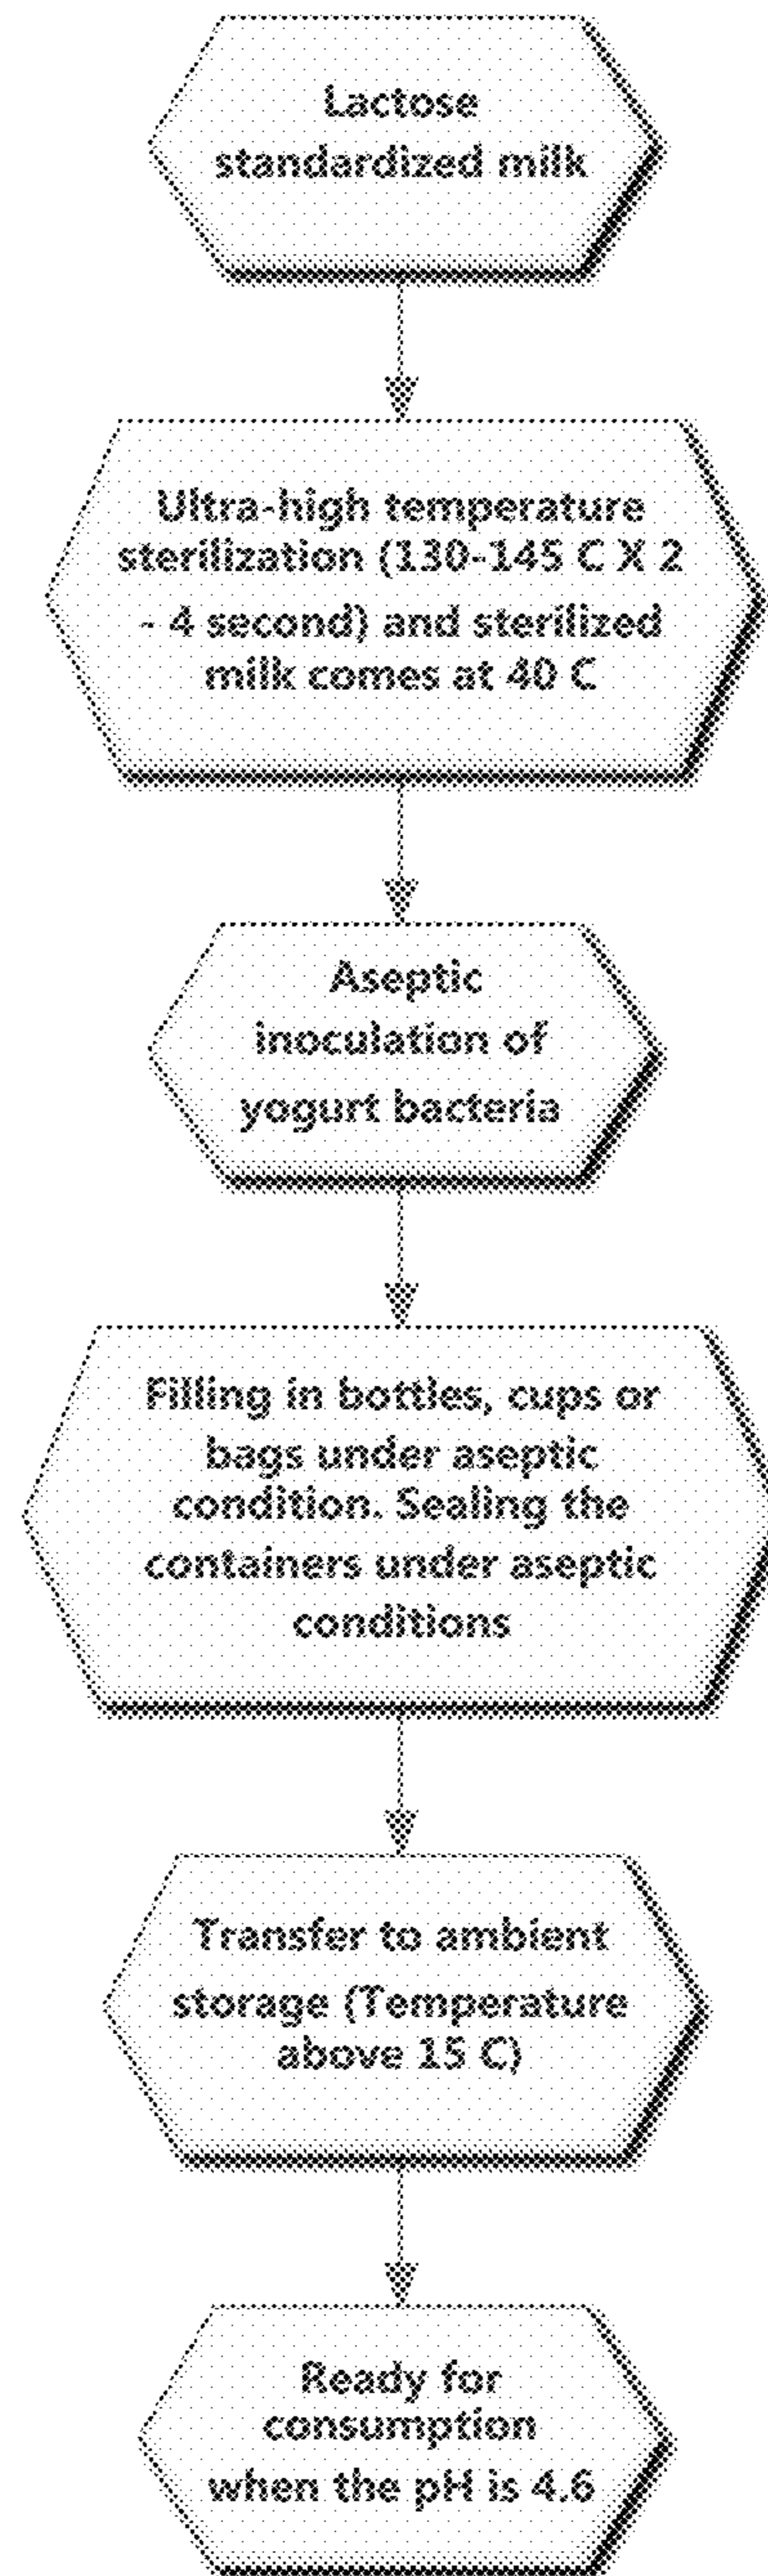 Lactose
standardized milk
Ultra-high temperature
sterilization (130-145 C X 2
- 4 second) and sterilized
milk comes at 40 C
Aseptic
inoculation of
yogurt bacteria
Filling in bottles, cups or
bags under aseptic
condition. Sealing the
containers under aseptic
conditions
Transfer to ambient
storage (Temperature
above 15 C)
Ready for
consumption
when the pH is 4.6